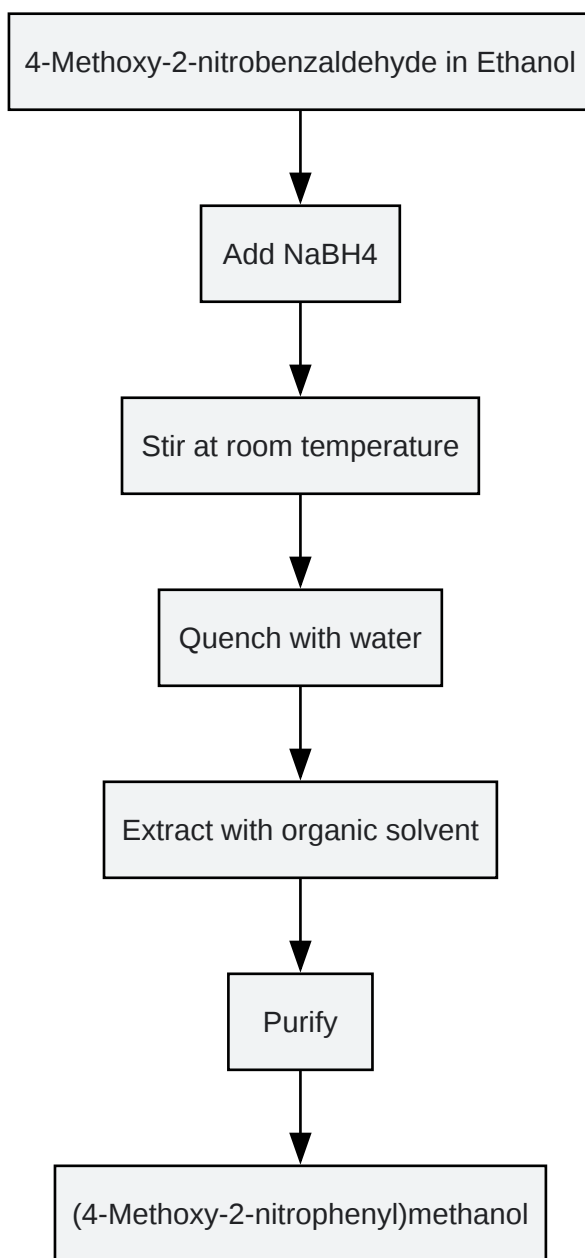 4-Methoxy-2-nitrobenzaldehyde in Ethanol
Add NaBH4
Stir at room temperature
Quench with water
Extract with organic solvent
Purify
(4-Methoxy-2-nitrophenyl)methanol